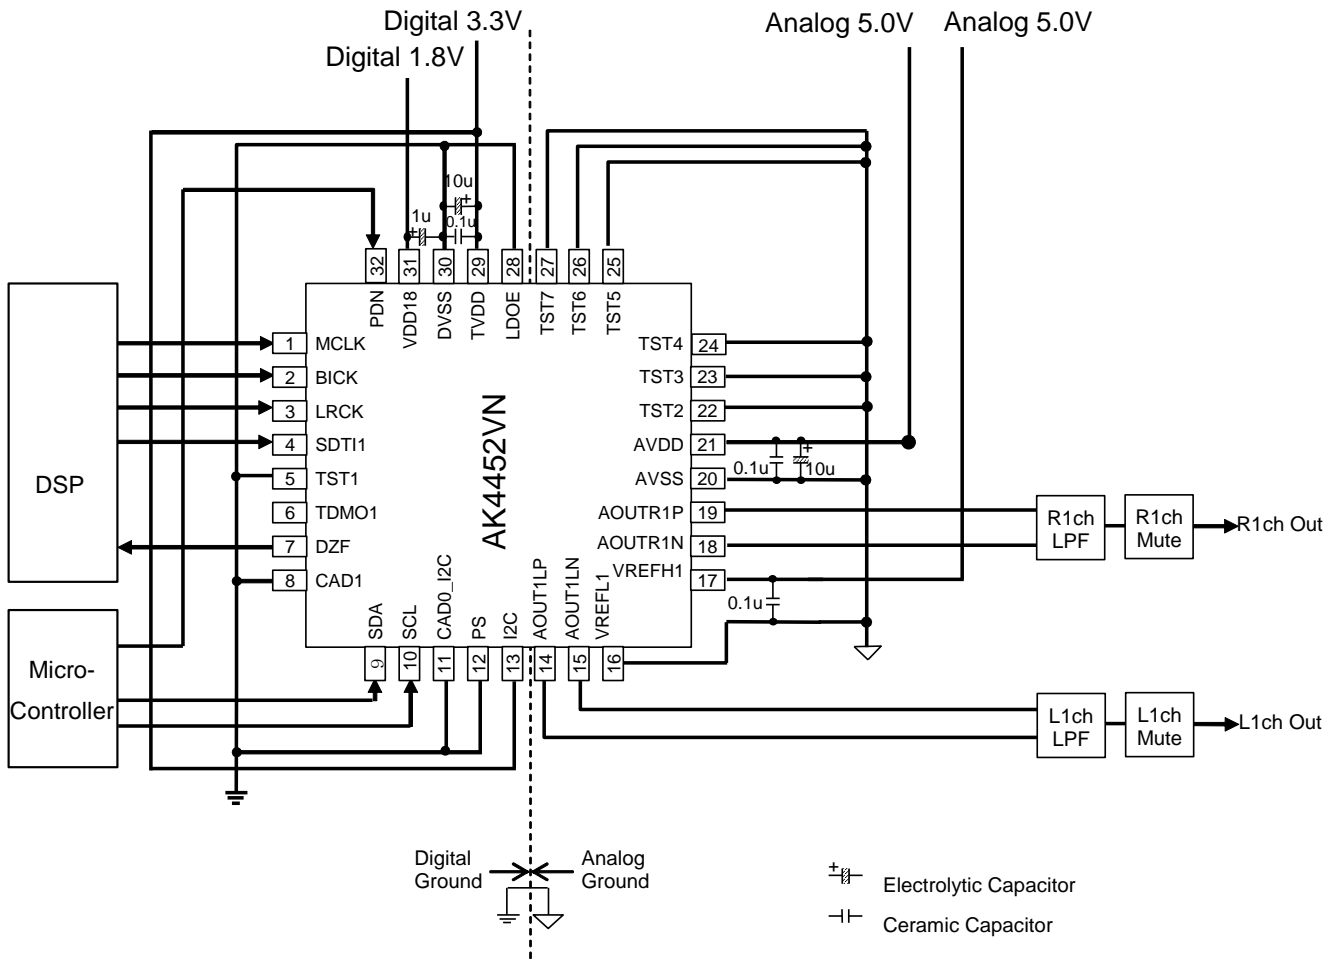 Digital 3.3V
Digital 1.8V
Analog 5.0V
Analog 5.0V
10u
1u
0.1u
32
31
30
29
28
27
26
25
PDN
VDD18
DVSS
TVDD
LDOE
TST7
TST6
TST5
DSP
1 MCLK
2 BICK
3 LRCK
4 SDTI1
5 TST1
6 TDMO1
7 DZF
8 CAD1
AK4452VN
TST4 24
TST3 23
TST2 22
AVDD 21
0.1u
10u
AVSS 20
AOUTR1P 19
AOUTR1N 18
VREFH1 17
0.1u
R1ch
LPF
R1ch
Mute
R1ch Out
SDA
SCL
CAD0_I2C
PS
I2C
AOUT1LP
AOUT1LN
VREFL1
9
10
11
12
13
14
15
16
Micro-
Controller
L1ch
LPF
L1ch
Mute
L1ch Out
Digital
Ground
Analog
Ground
+
Electrolytic Capacitor
Ceramic Capacitor